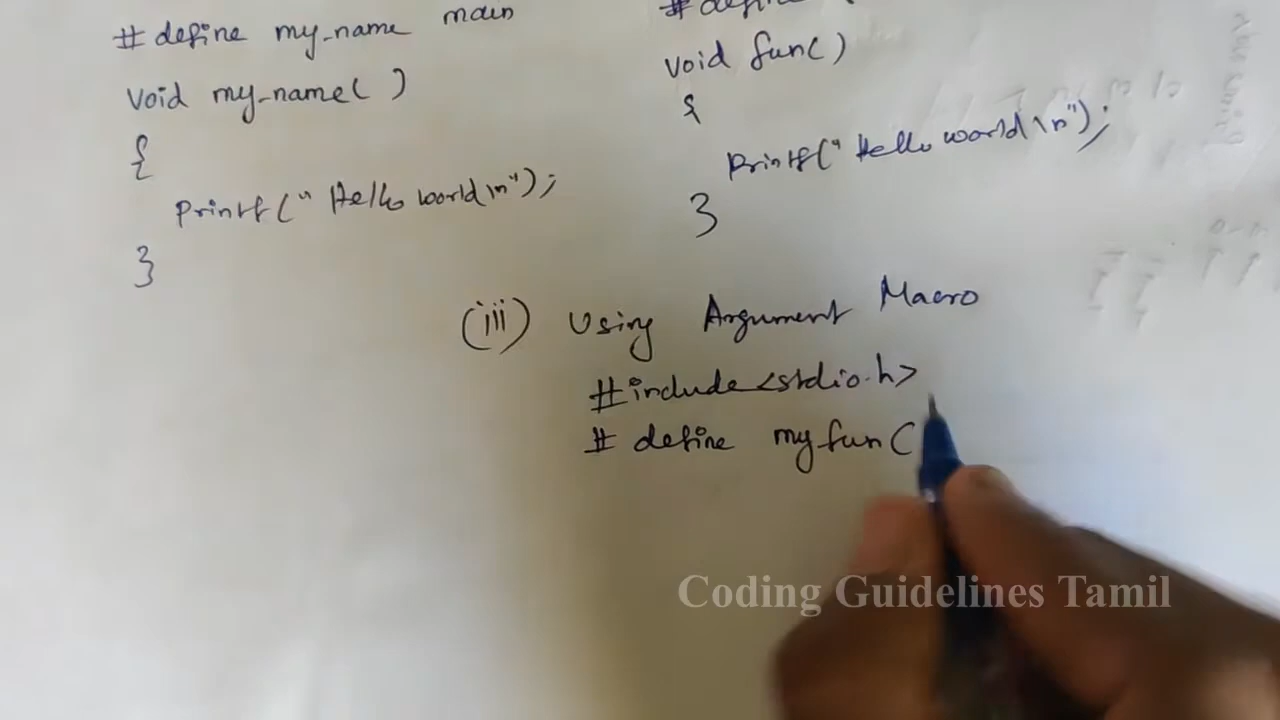 # define my_name main
void my_name( )
{
printf(" Hello world\n");
}
# define
void fun( )
{
printf(" Hello world\n");
}
(iii) Using Argument Macro
#include<stdio.h>
# define myfun(
Coding Guidelines Tamil